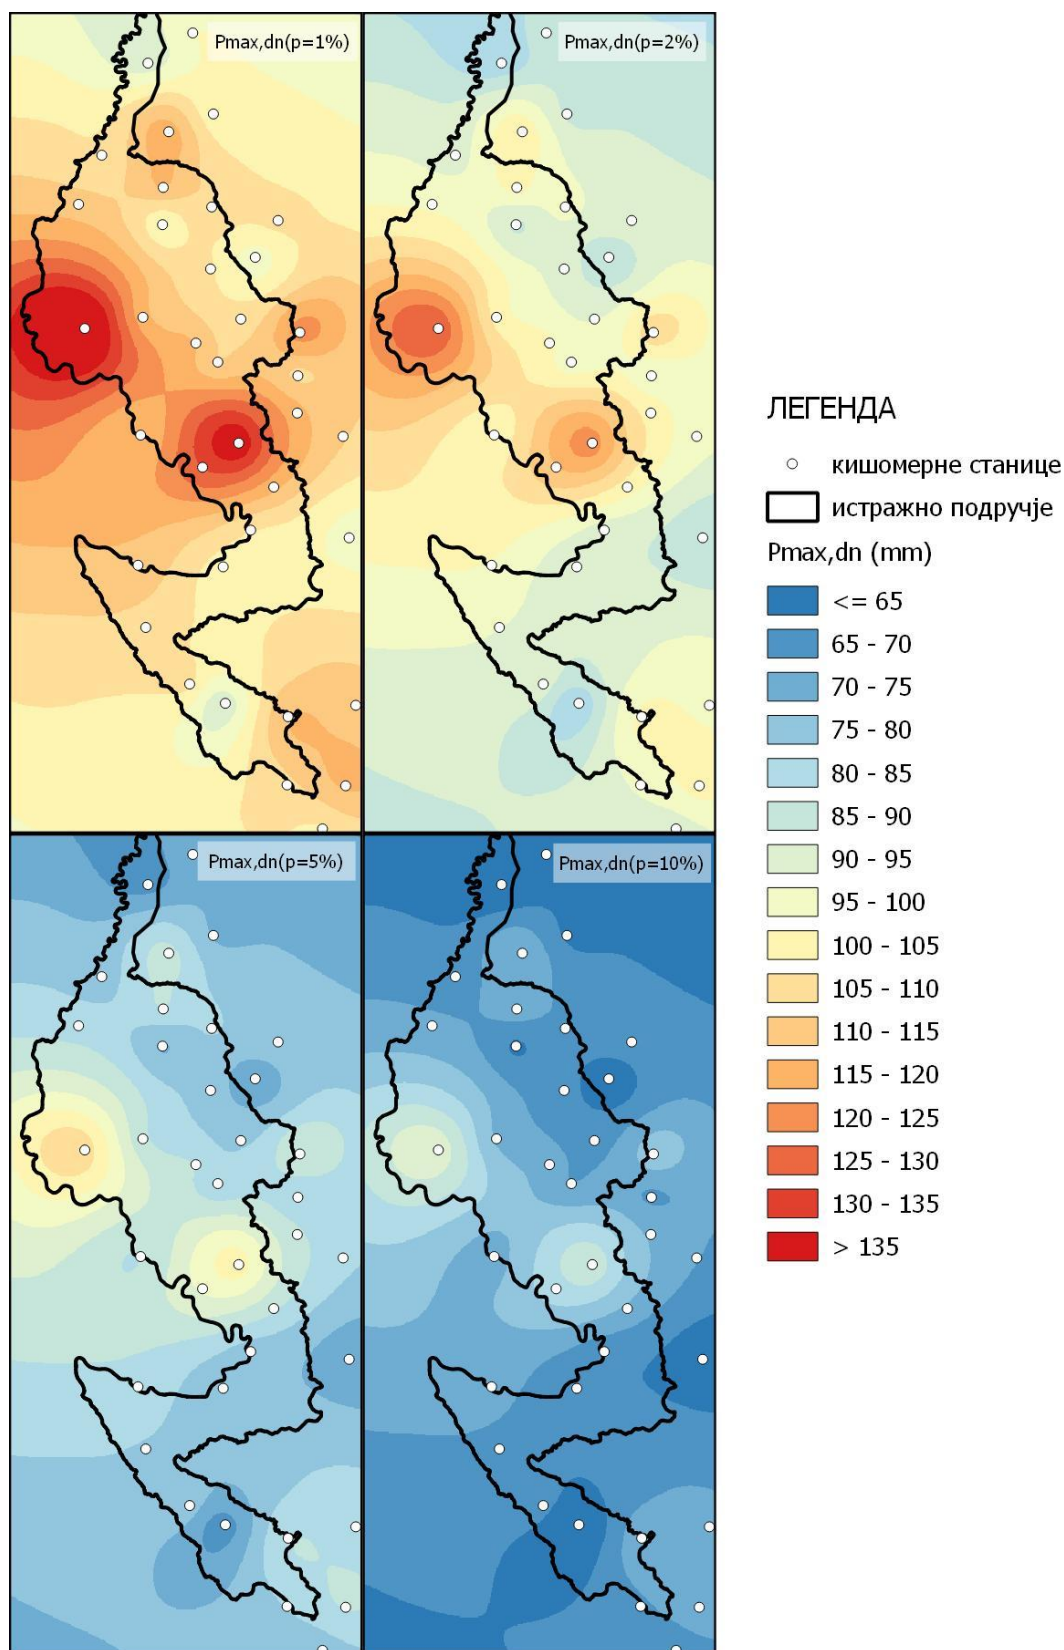 Pmax,dn(p=1%)
Pmax,dn(p=2%)
Pmax,dn(p=5%)
Pmax,dn(p=10%)
ЛЕГЕНДА
кишомерне станице
истражно подручје
Pmax,dn (mm)
<= 65
65 - 70
70 - 75
75 - 80
80 - 85
85 - 90
90 - 95
95 - 100
100 - 105
105 - 110
110 - 115
115 - 120
120 - 125
125 - 130
130 - 135
> 135